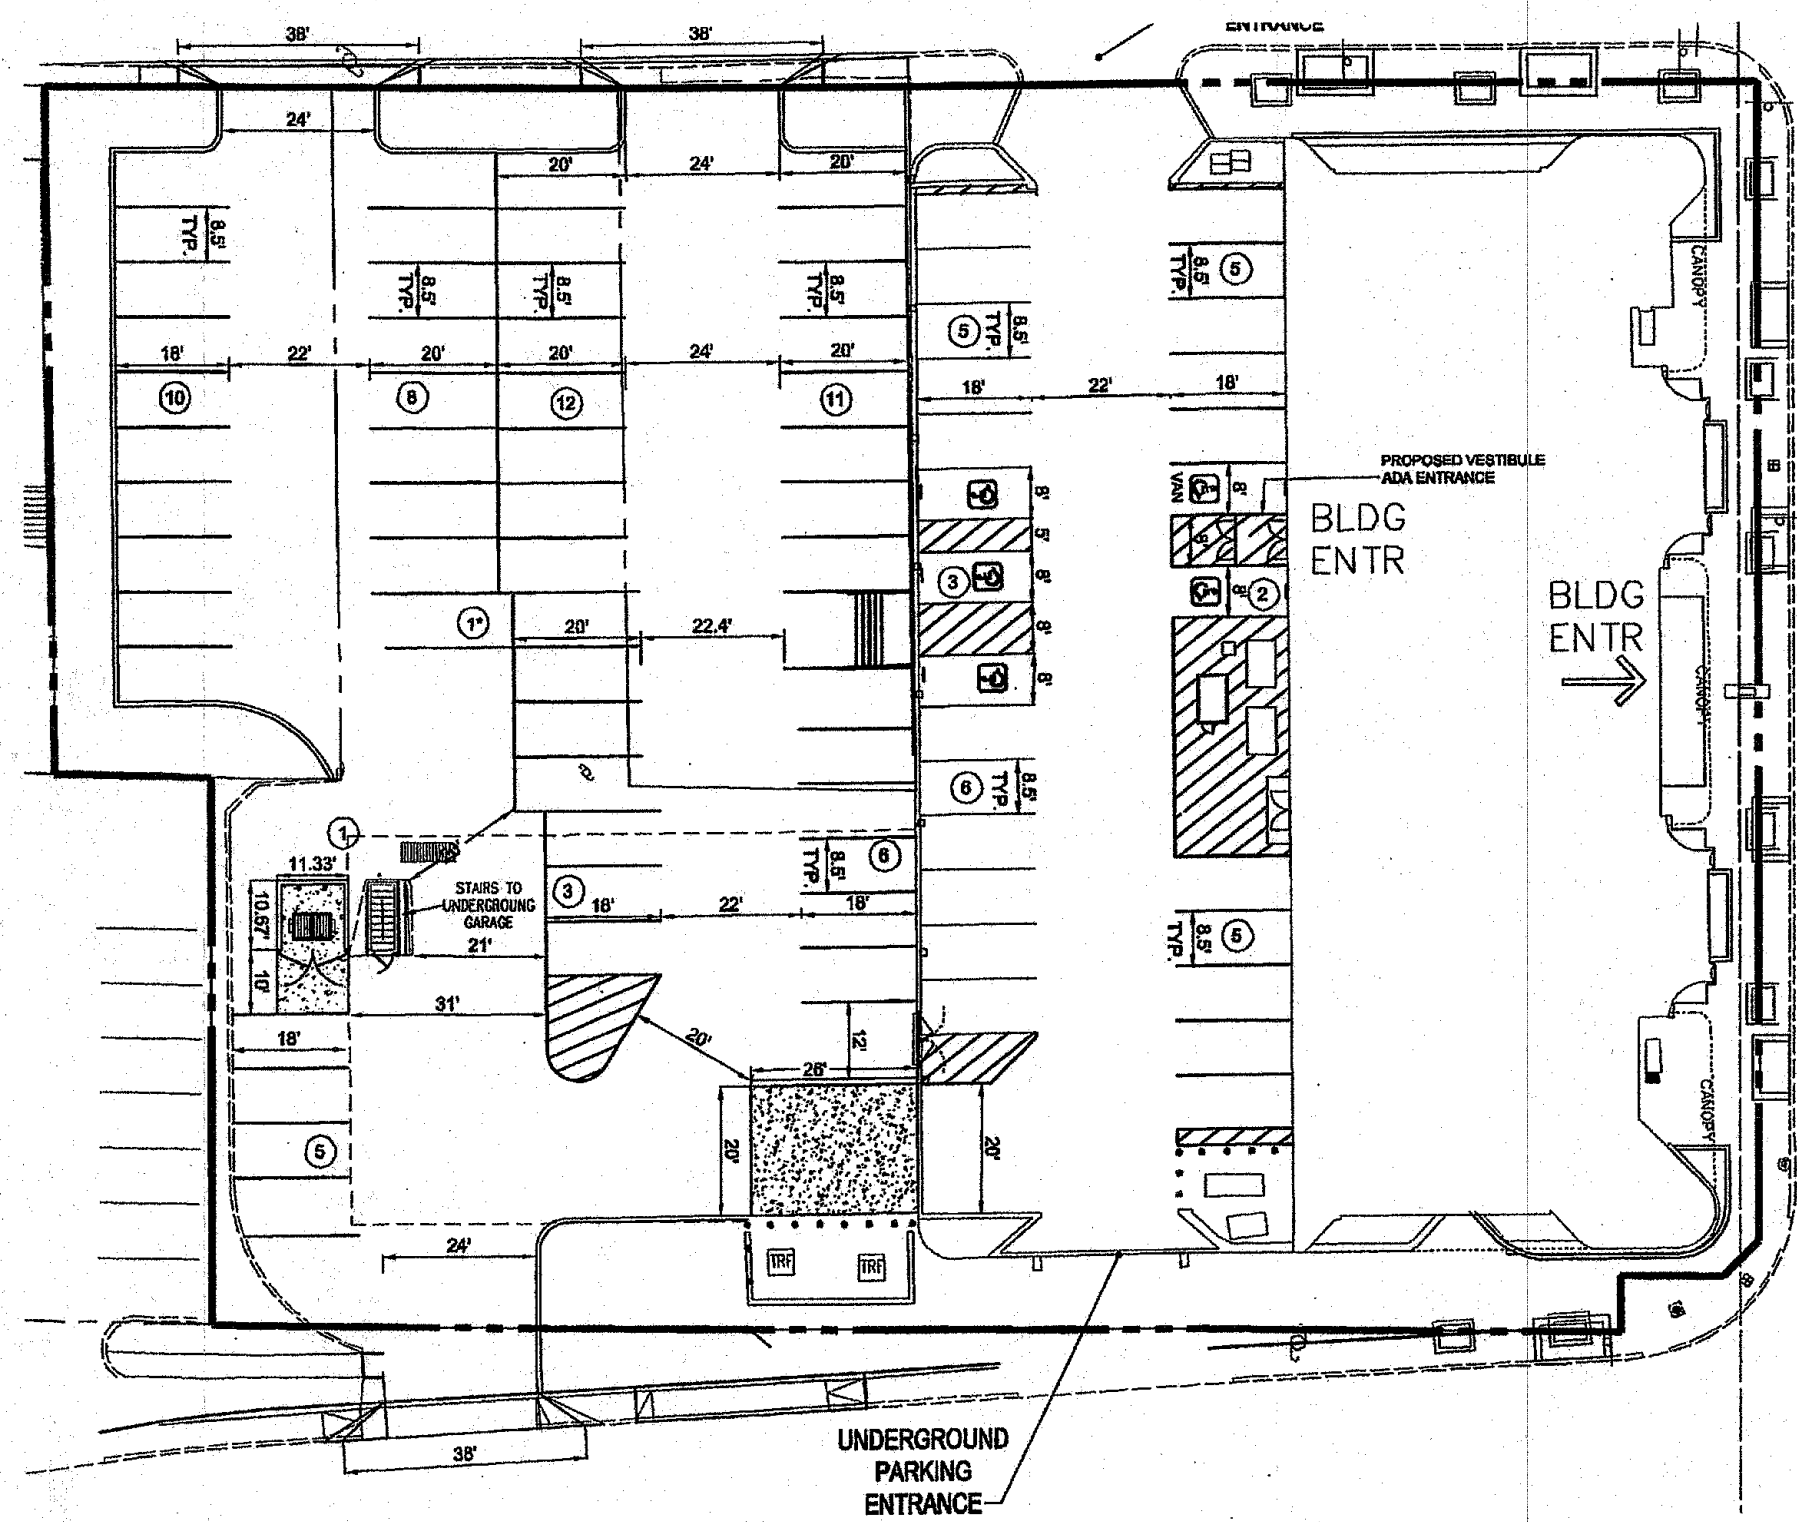 ENTRANCE
38'
38'
24'
20'
24'
20'
8.5'
TYP.
8.5'
TYP.
8.5'
TYP.
8.5'
TYP.
8.5'
TYP.
5
CANOPY
5
8.5'
TYP.
18'
22'
20'
20'
24'
20'
18'
22'
18'
10
8
12
11
PROPOSED VESTIBULE
ADA ENTRANCE
8'
VAN
8'
BLDG
ENTR
5'
3
8'
8'
2
8'
8'
8'
BLDG
ENTR
1*
20'
22.4'
CANOPY
6
8.5'
TYP.
1
11.33'
10.67'
10'
STAIRS TO
UNDERGROUNG
GARAGE
21'
3
18'
22'
18'
8.5'
TYP.
6
8.5'
TYP.
5
31'
18'
20'
12'
26'
20'
20'
5
CANOPY
24'
TRF
TRF
38'
UNDERGROUND
PARKING
ENTRANCE